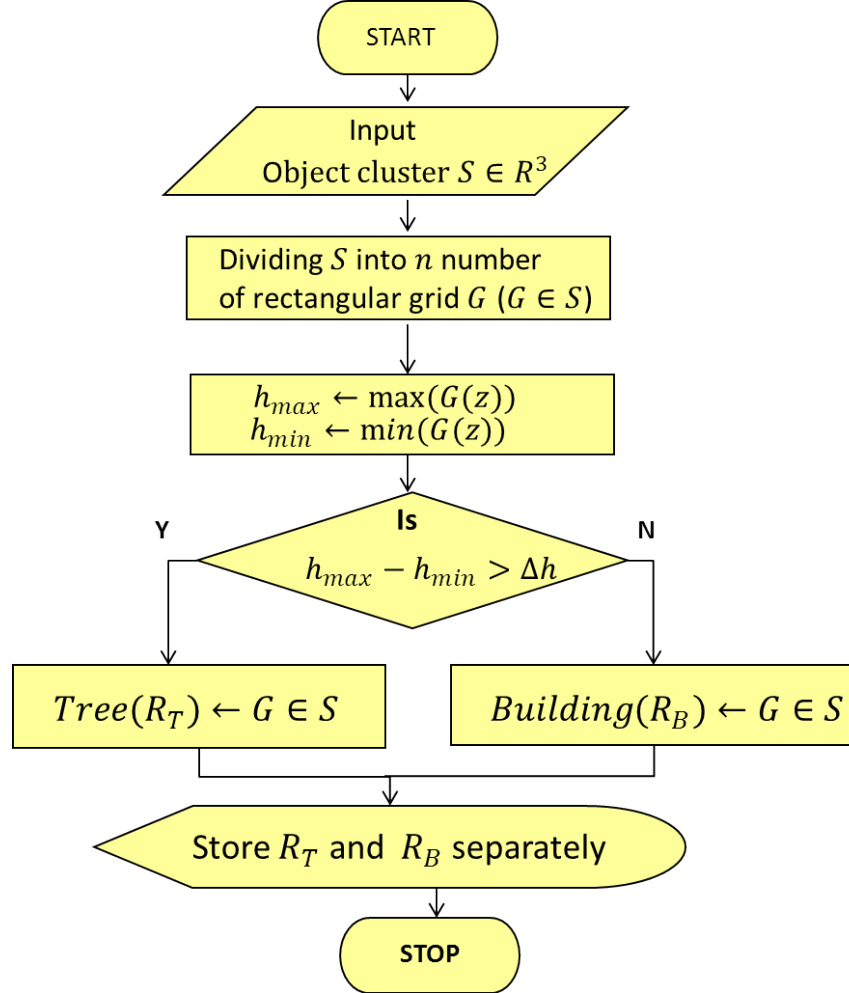 START
Input
Object cluster S ∈ R³
Dividing S into n number
of rectangular grid G (G ∈ S)
h_max ← max(G(z))
h_min ← min(G(z))
Is
Y
N
h_max − h_min > Δh
Tree(R_T) ← G ∈ S
Building(R_B) ← G ∈ S
Store R_T and R_B separately
STOP